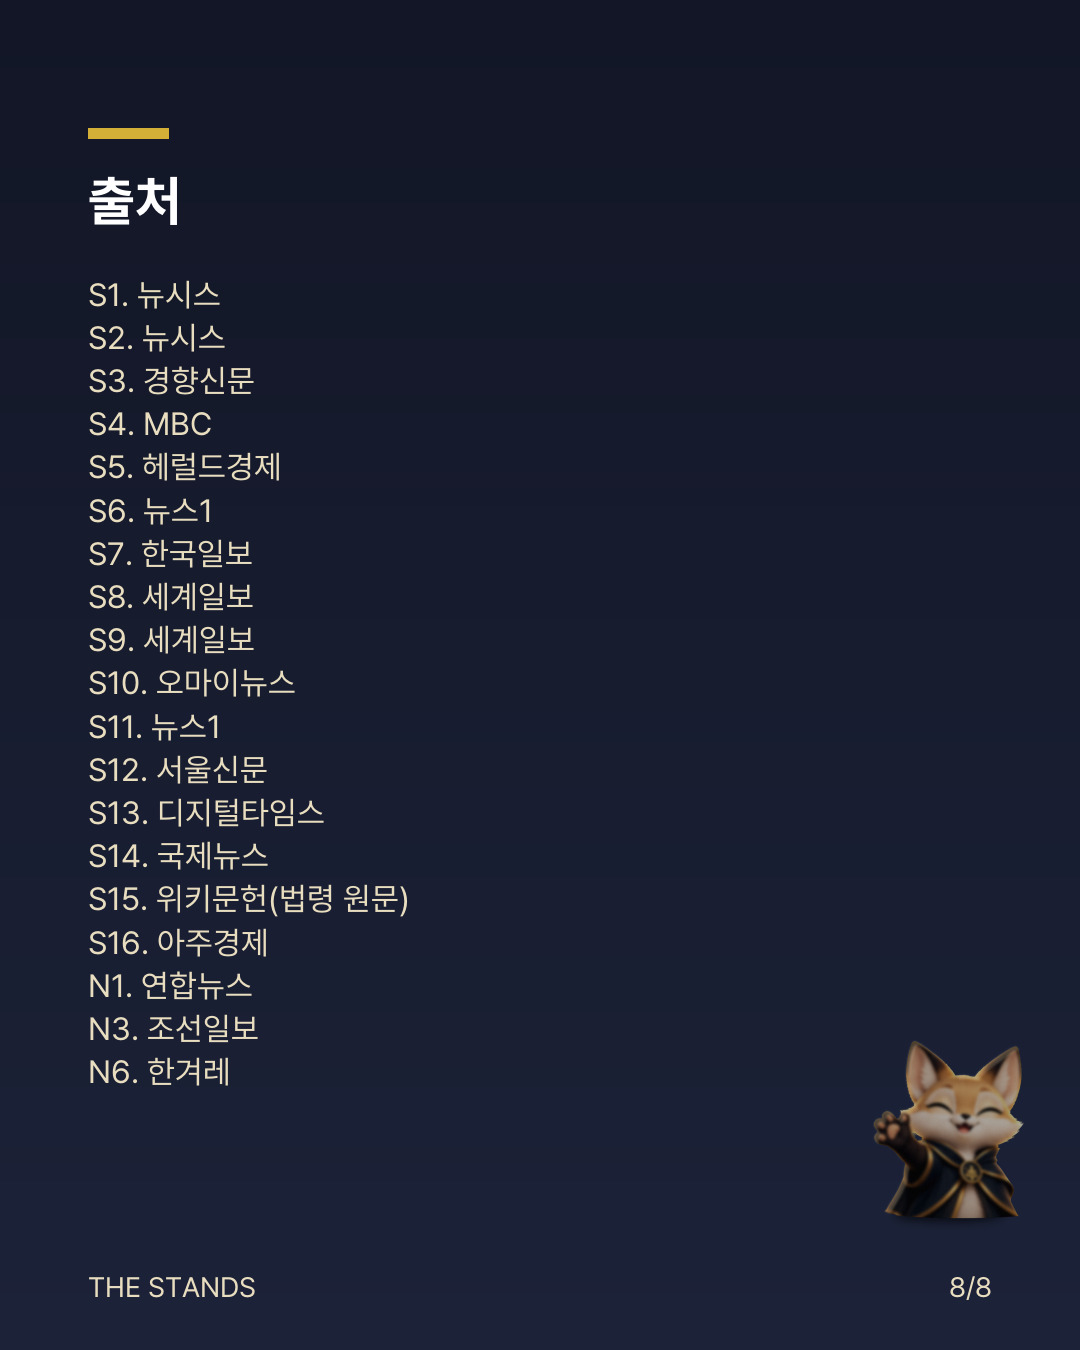 출처
S1. 뉴시스
S2. 뉴시스
S3. 경향신문
S4. MBC
S5. 헤럴드경제
S6. 뉴스1
S7. 한국일보
S8. 세계일보
S9. 세계일보
S10. 오마이뉴스
S11. 뉴스1
S12. 서울신문
S13. 디지털타임스
S14. 국제뉴스
S15. 위키문헌(법령 원문)
S16. 아주경제
N1. 연합뉴스
N3. 조선일보
N6. 한겨레
THE STANDS
8/8